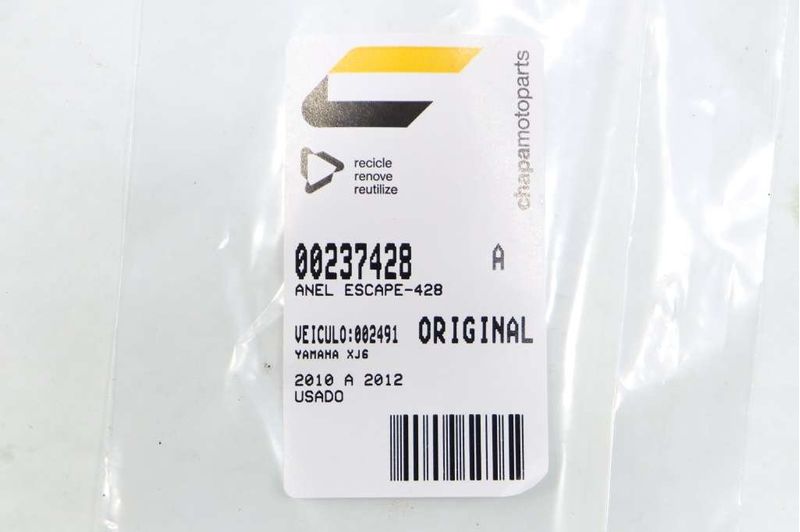 chapamotoparts
recicle
renove
reutilize
00237428 A
ANEL ESCAPE-428
VEICULO:002491 ORIGINAL
YAMAHA XJ6
2010 A 2012
USADO